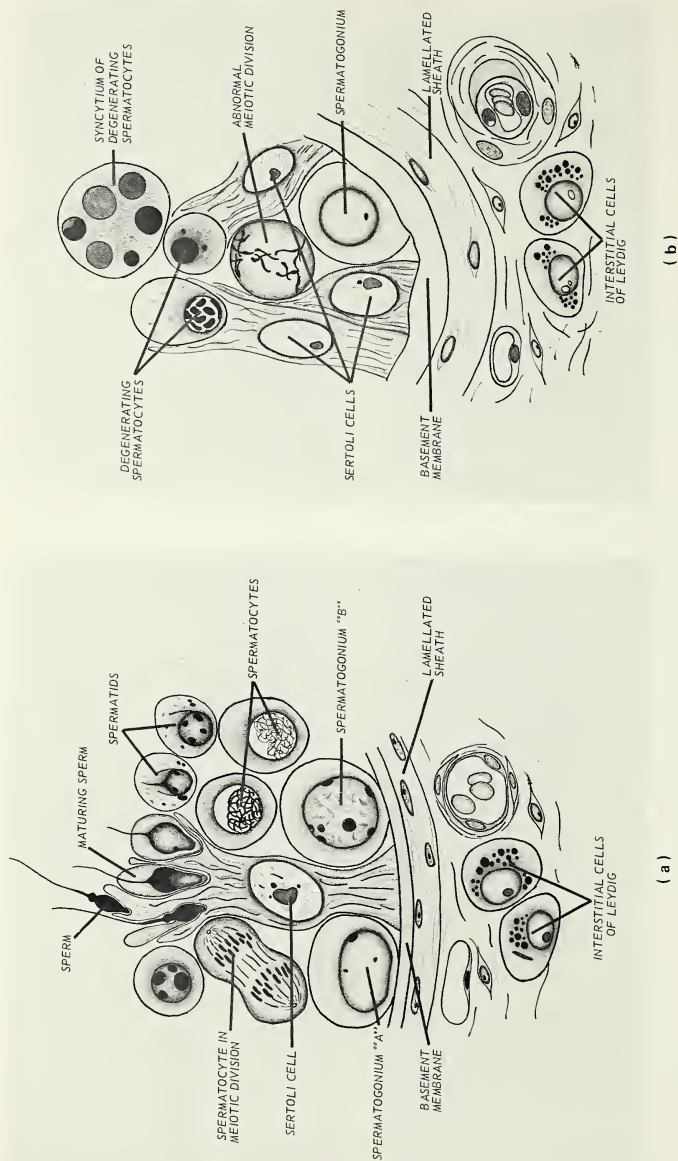 SPERM
MATURING SPERM
SPERMATIDS
SPERMATOCYTES
SPERMATOGONIUM "B"
LAMELLATED
SHEATH
SPERMATOCYTE IN
MEIOTIC DIVISION
SERTOLI CELL
SPERMATOGONIUM "A"
BASEMENT
MEMBRANE
INTERSTITIAL CELLS
OF LEYDIG
(a)
SYNCYTIUM OF
DEGENERATING
SPERMATOCYTES
ABNORMAL
MEIOTIC DIVISION
SPERMATOGONIUM
LAMELLATED
SHEATH
DEGENERATING
SPERMATOCYTES
SERTOLI CELLS
BASEMENT
MEMBRANE
INTERSTITIAL CELLS
OF LEYDIG
(b)